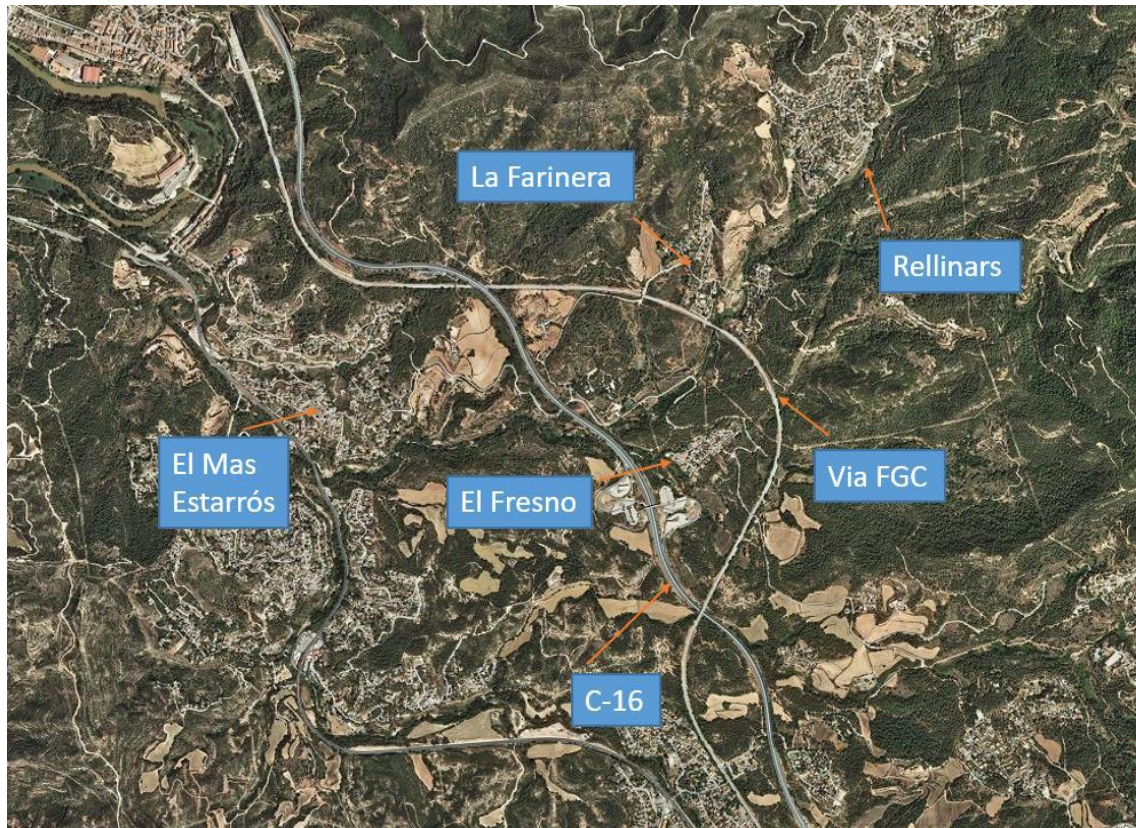 La Farinera
Rellinars
El Mas
Estarrós
El Fresno
Via FGC
C-16